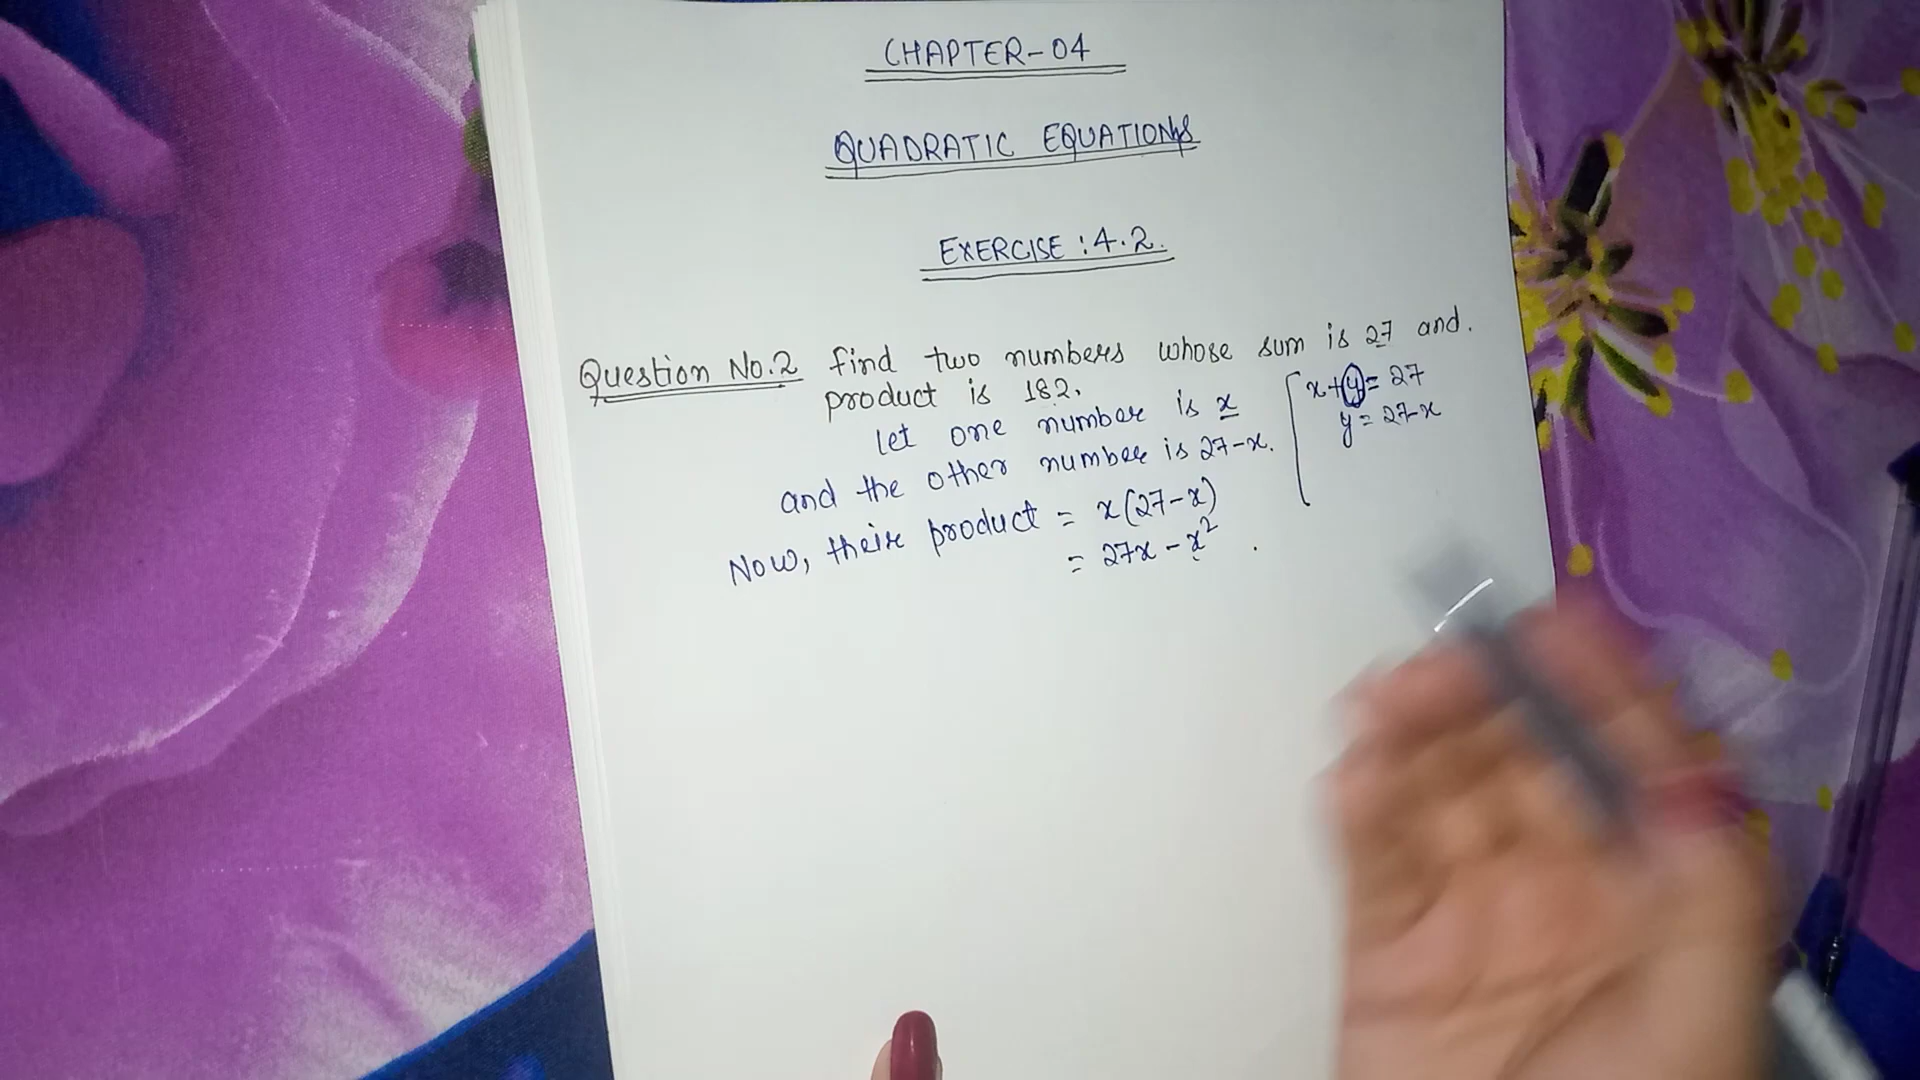 CHAPTER-04
QUADRATIC EQUATIONS
EXERCISE : 4.2.
Question No.2 find two numbers whose sum is 27 and.
product is 182.
Let one number is x
and the other number is 27-x.
[x+y= 27
y= 27-x
Now, their product = x(27-x)
= 27x - x²